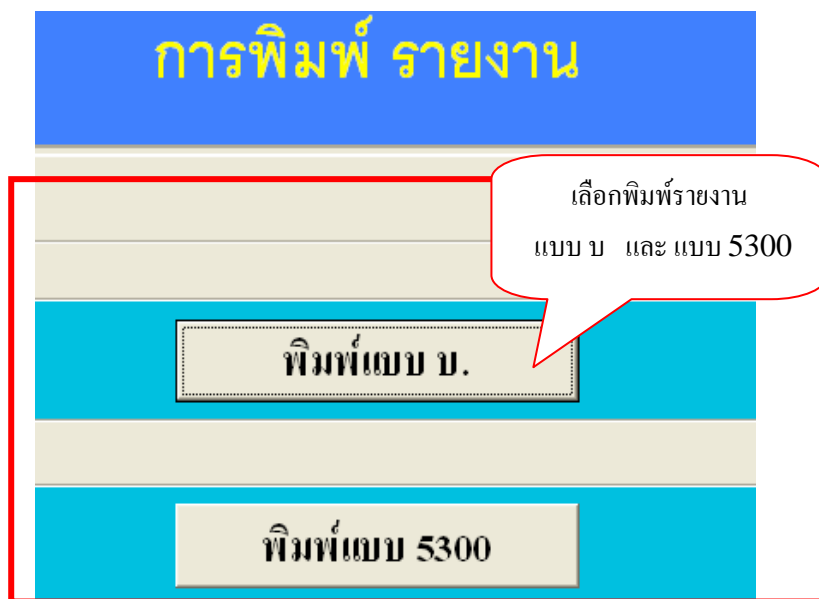 การพิมพ์ รายงาน
เลือกพิมพ์รายงาน
แบบ บ และ แบบ 5300
พิมพ์แบบ บ.
พิมพ์แบบ 5300